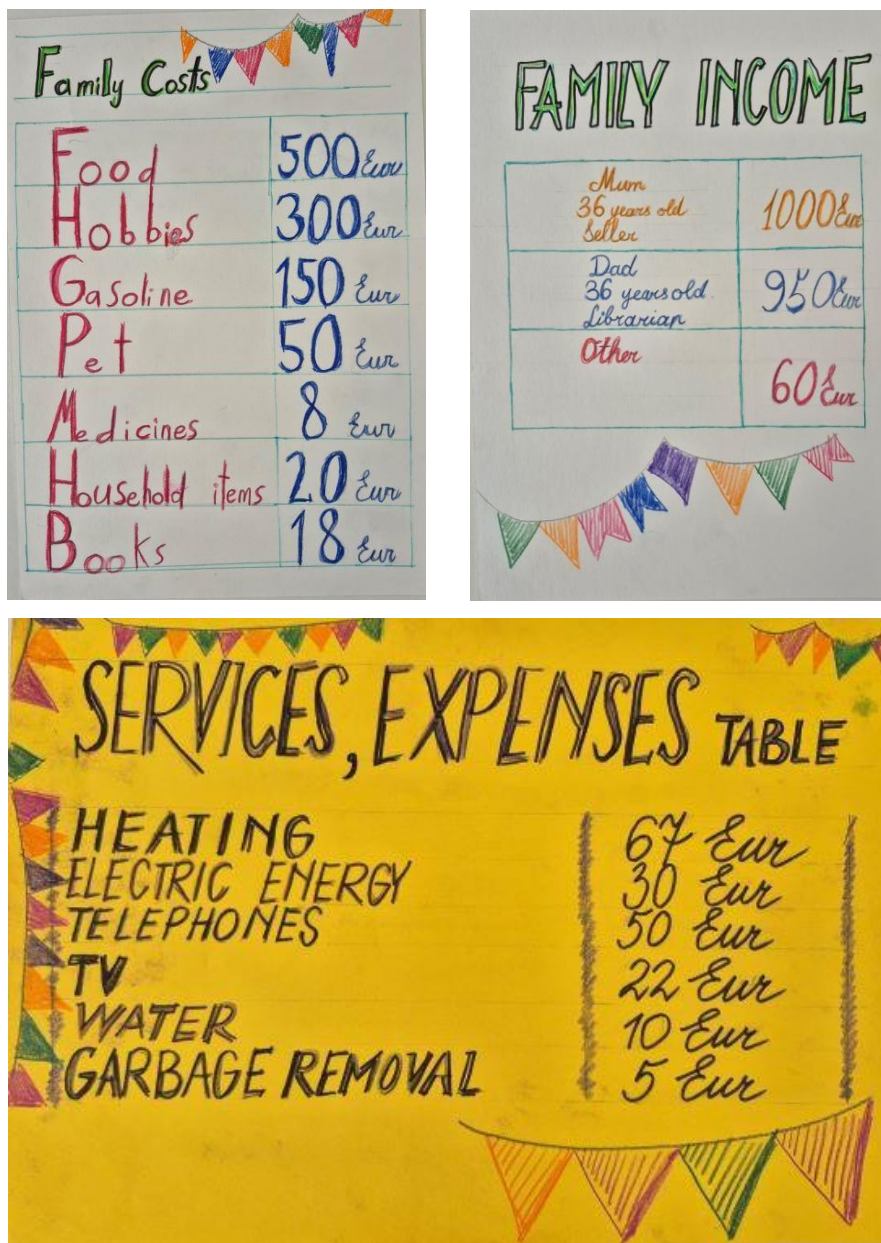 Family Costs
Food 500 Eur
Hobbies 300 Eur
Gasoline 150 Eur
Pet 50 Eur
Medicines 8 Eur
Household items 20 Eur
Books 18 Eur
FAMILY INCOME
Mum
36 years old
Seller
1000 Eur
Dad
36 years old
Librarian
950 Eur
Other
60 Eur
SERVICES, EXPENSES TABLE
HEATING 67 Eur
ELECTRIC ENERGY 30 Eur
TELEPHONES 50 Eur
TV 22 Eur
WATER 10 Eur
GARBAGE REMOVAL 5 Eur